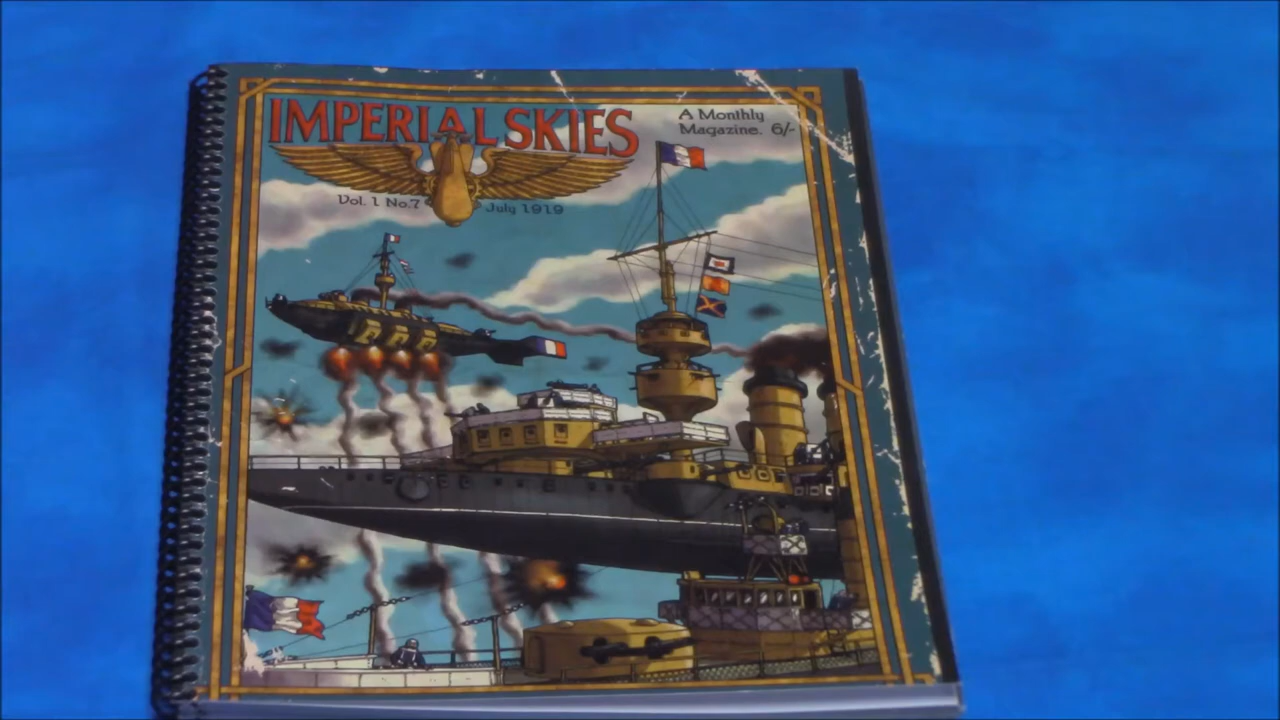 IMPERIAL SKIES
A Monthly
Magazine. 6/-
Vol. 1 No.7 July 1919